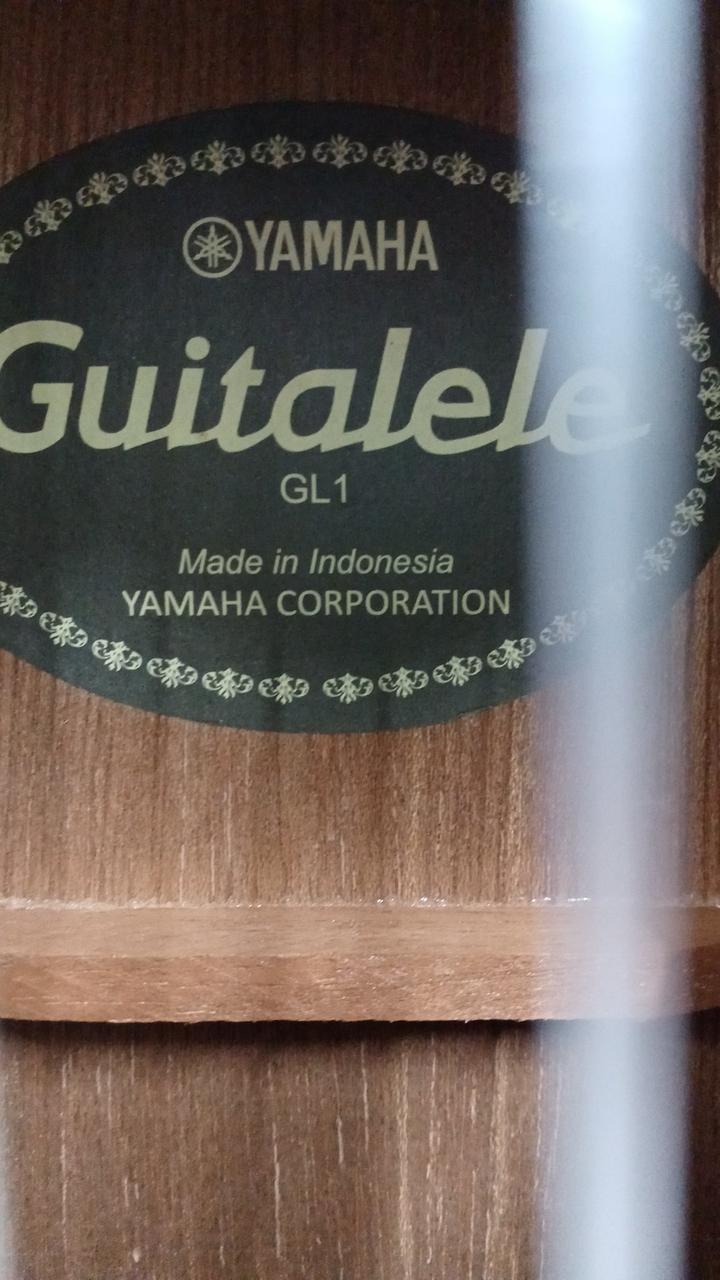 YAMAHA
Guitalele
GL1
Made in Indonesia
YAMAHA CORPORATION